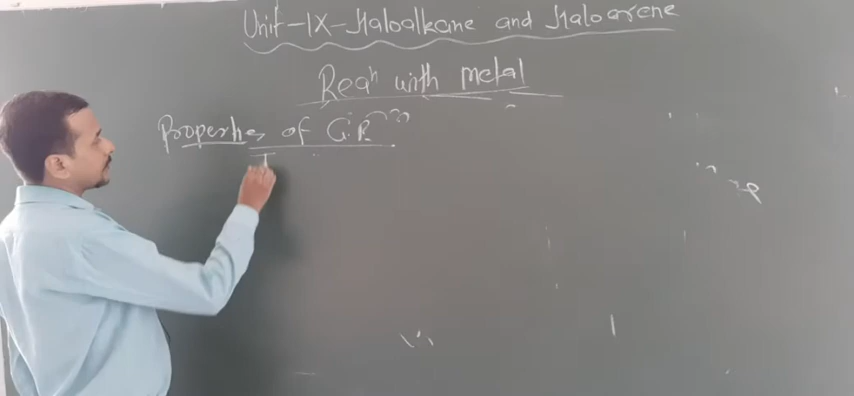 Unit-IX-Haloalkane and Haloarene
Reaⁿ with metal
Properties of G.R